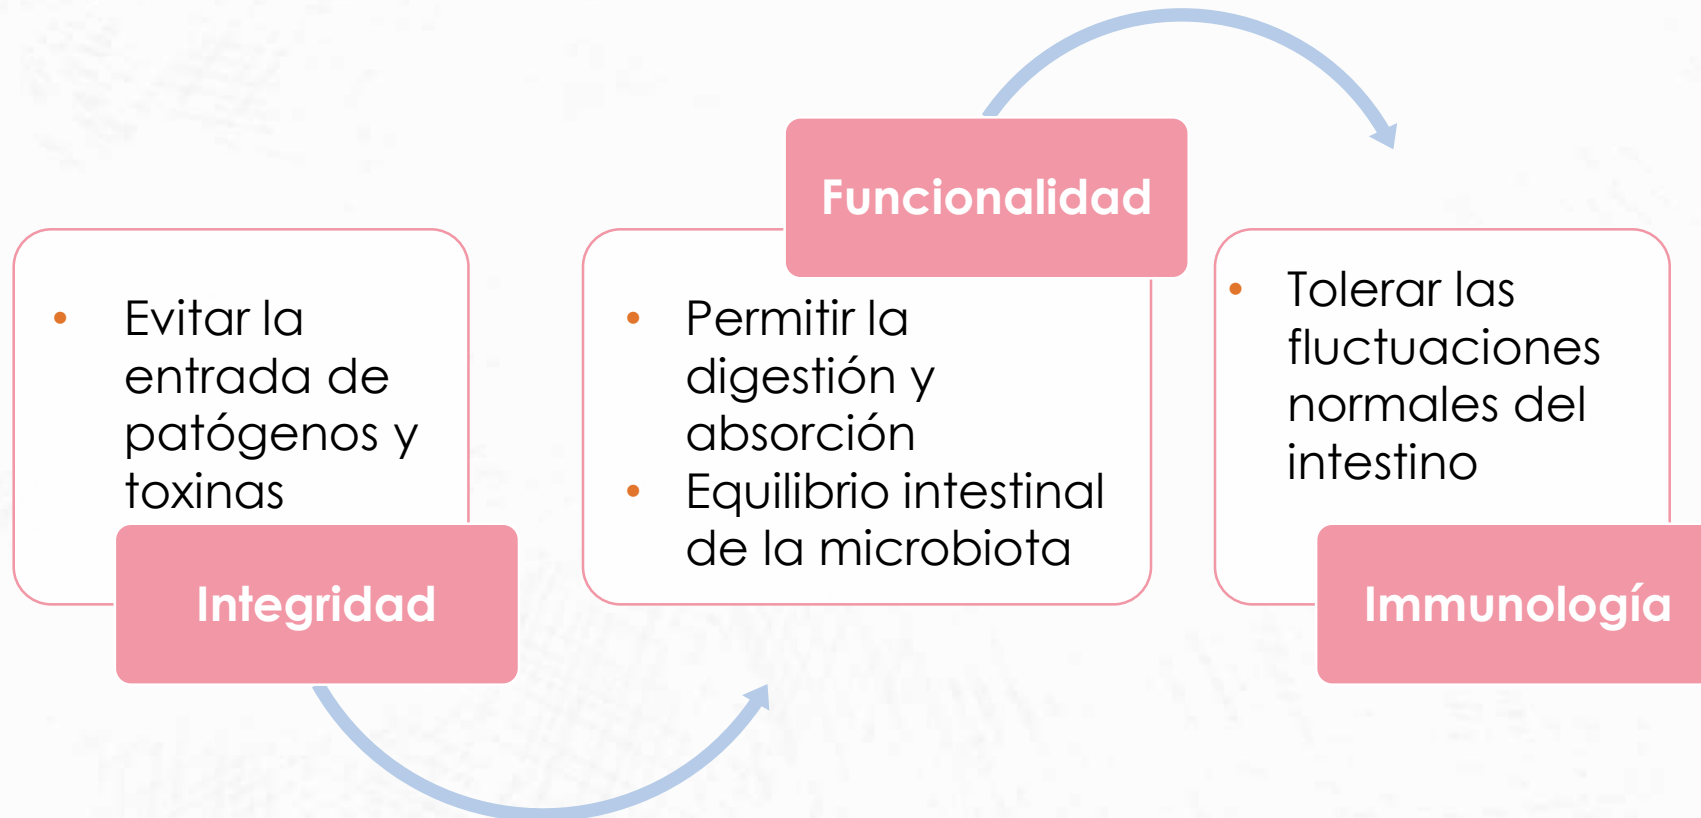 • Evitar la
entrada de
patógenos y
toxinas
Integridad
Funcionalidad
• Permitir la
digestión y
absorción
• Equilibrio intestinal
de la microbiota
• Tolerar las
fluctuaciones
normales del
intestino
Immunología